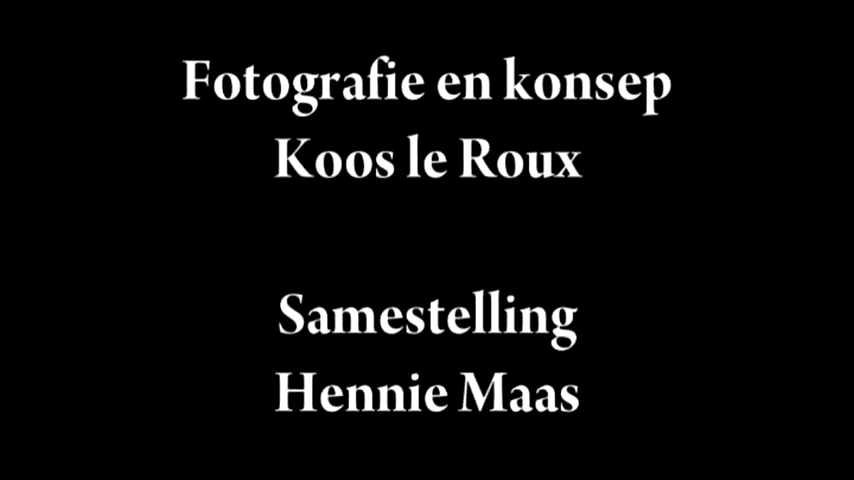 Fotografie en konsep
Koos le Roux
Samestelling
Hennie Maas